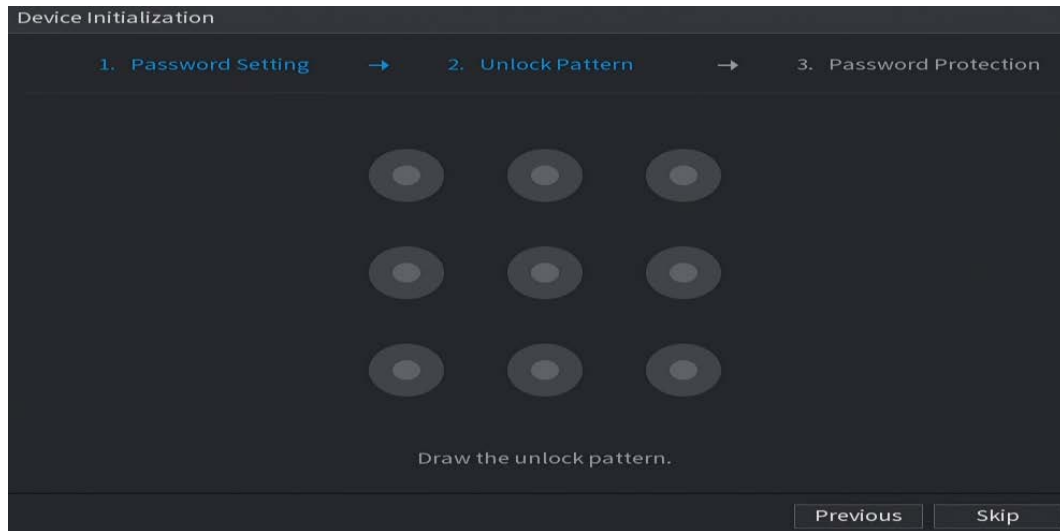 Device Initialization
1. Password Setting → 2. Unlock Pattern → 3. Password Protection
Draw the unlock pattern.
Previous Skip